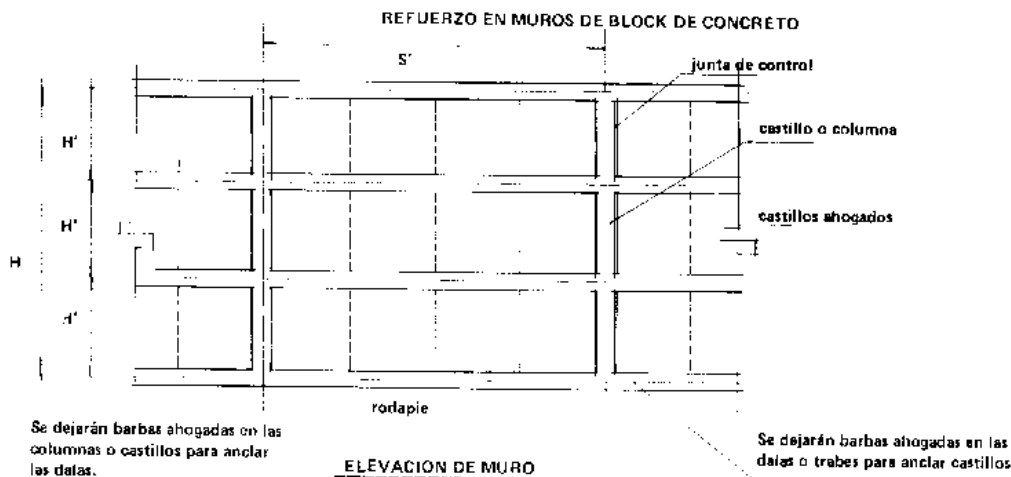 REFUERZO EN MUROS DE BLOCK DE CONCRETO
S'
junta de control
castillo o columna
castillos ahogados
H'
H'
H
H'
rodapie
Se dejarán barbas ahogadas en las
columnas o castillos para anclar
las dalas.
ELEVACION DE MURO
Se dejarán barbas ahogadas en las
dalas o trabes para anclar castillos